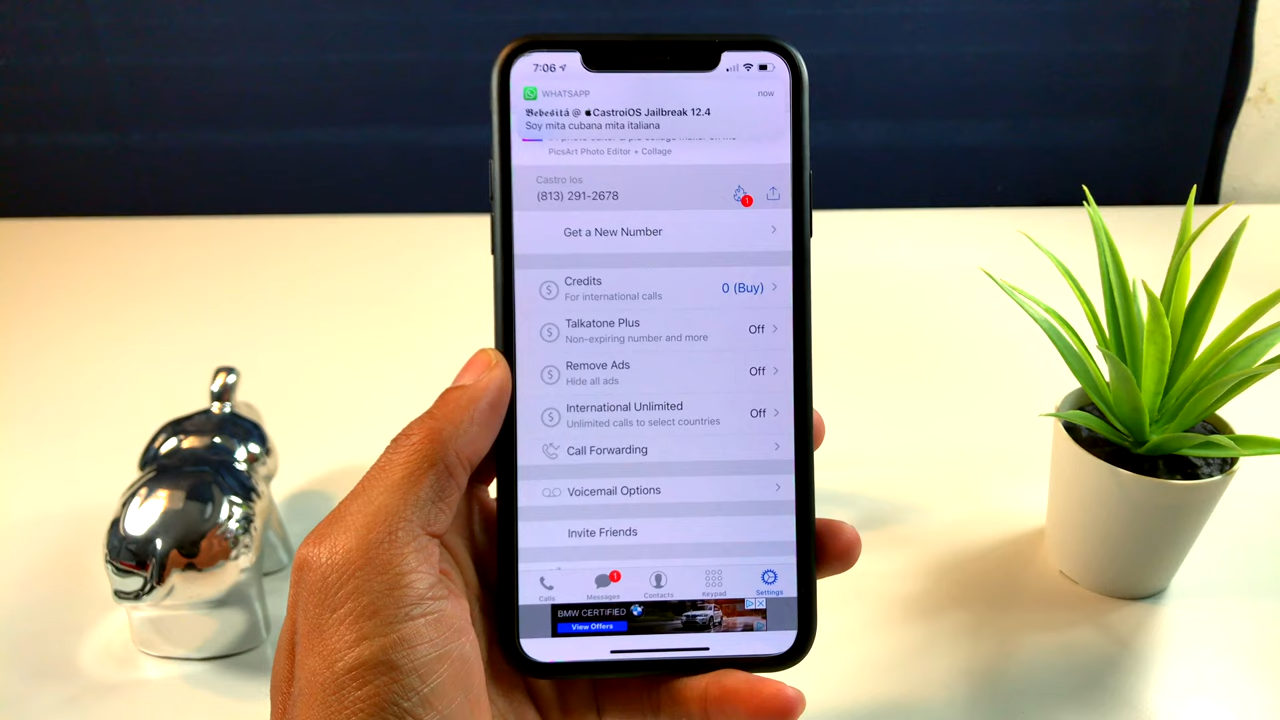 7:06
WHATSAPP
now
𝕭𝖊𝖇𝖊𝖘𝖎𝖙å @ CastroiOS Jailbreak 12.4
Soy mita cubana mita italiana
PicsArt Photo Editor + Collage
Castro Ios
(813) 291-2678
1
Get a New Number
Credits
0 (Buy)
For international calls
Talkatone Plus
Off
Non-expiring number and more
Remove Ads
Off
Hide all ads
International Unlimited
Off
Unlimited calls to select countries
Call Forwarding
Voicemail Options
Invite Friends
1
Calls
Messages
Contacts
Keypad
Settings
BMW CERTIFIED
View Offers